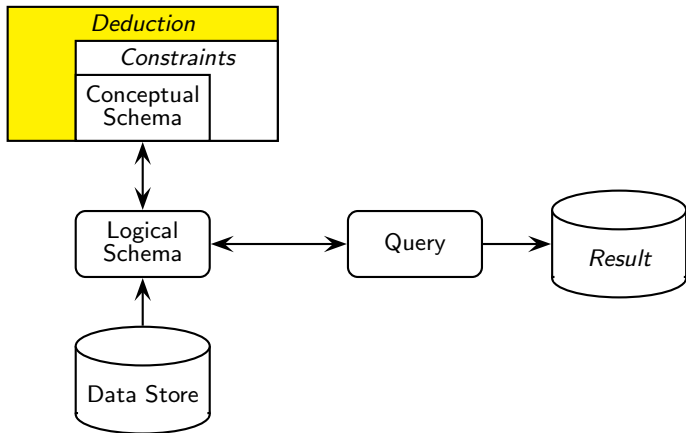 Deduction
Constraints
Conceptual
Schema
Logical
Schema
Query
Result
Data Store